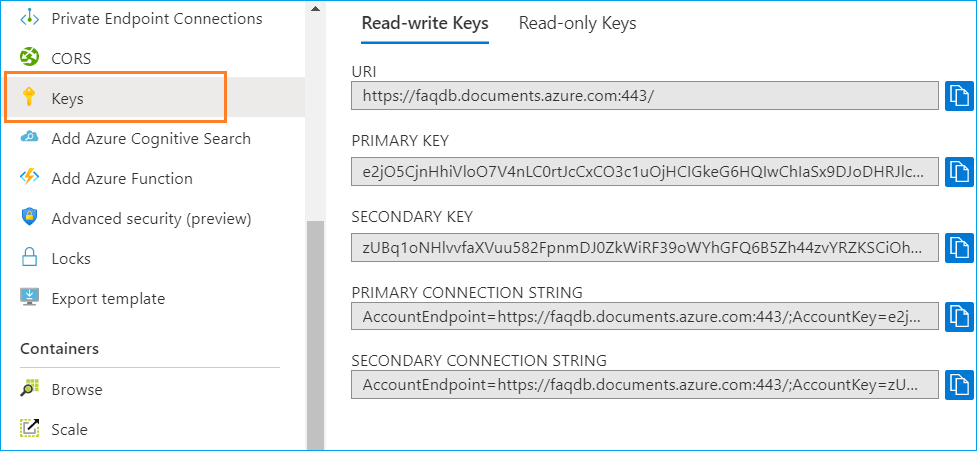 Private Endpoint Connections
CORS
Keys
Add Azure Cognitive Search
Add Azure Function
Advanced security (preview)
Locks
Export template
Containers
Browse
Scale
Read-write Keys
Read-only Keys
URI
https://faqdb.documents.azure.com:443/
PRIMARY KEY
e2jO5CjnHhiVloO7V4nLC0rtJcCxCO3c1uOjHCIGkeG6HQIwChIaSx9DJoDHRJlc...
SECONDARY KEY
zUBq1oNHlvvfaXVuu582FpnmDJ0ZkWiRF39oWYhGFQ6B5Zh44zvYRZKSCiOh...
PRIMARY CONNECTION STRING
AccountEndpoint=https://faqdb.documents.azure.com:443/;AccountKey=e2j...
SECONDARY CONNECTION STRING
AccountEndpoint=https://faqdb.documents.azure.com:443/;AccountKey=zU...